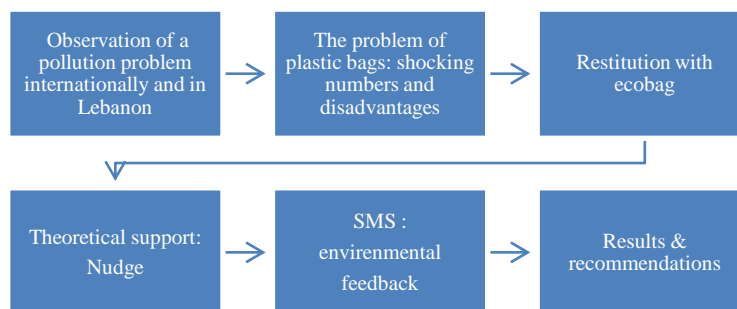 Observation of a
pollution problem
internationally and in
Lebanon
The problem of
plastic bags: shocking
numbers and
disadvantages
Restitution with
ecobag
Theoretical support:
Nudge
SMS :
envirenmental
feedback
Results &
recommendations